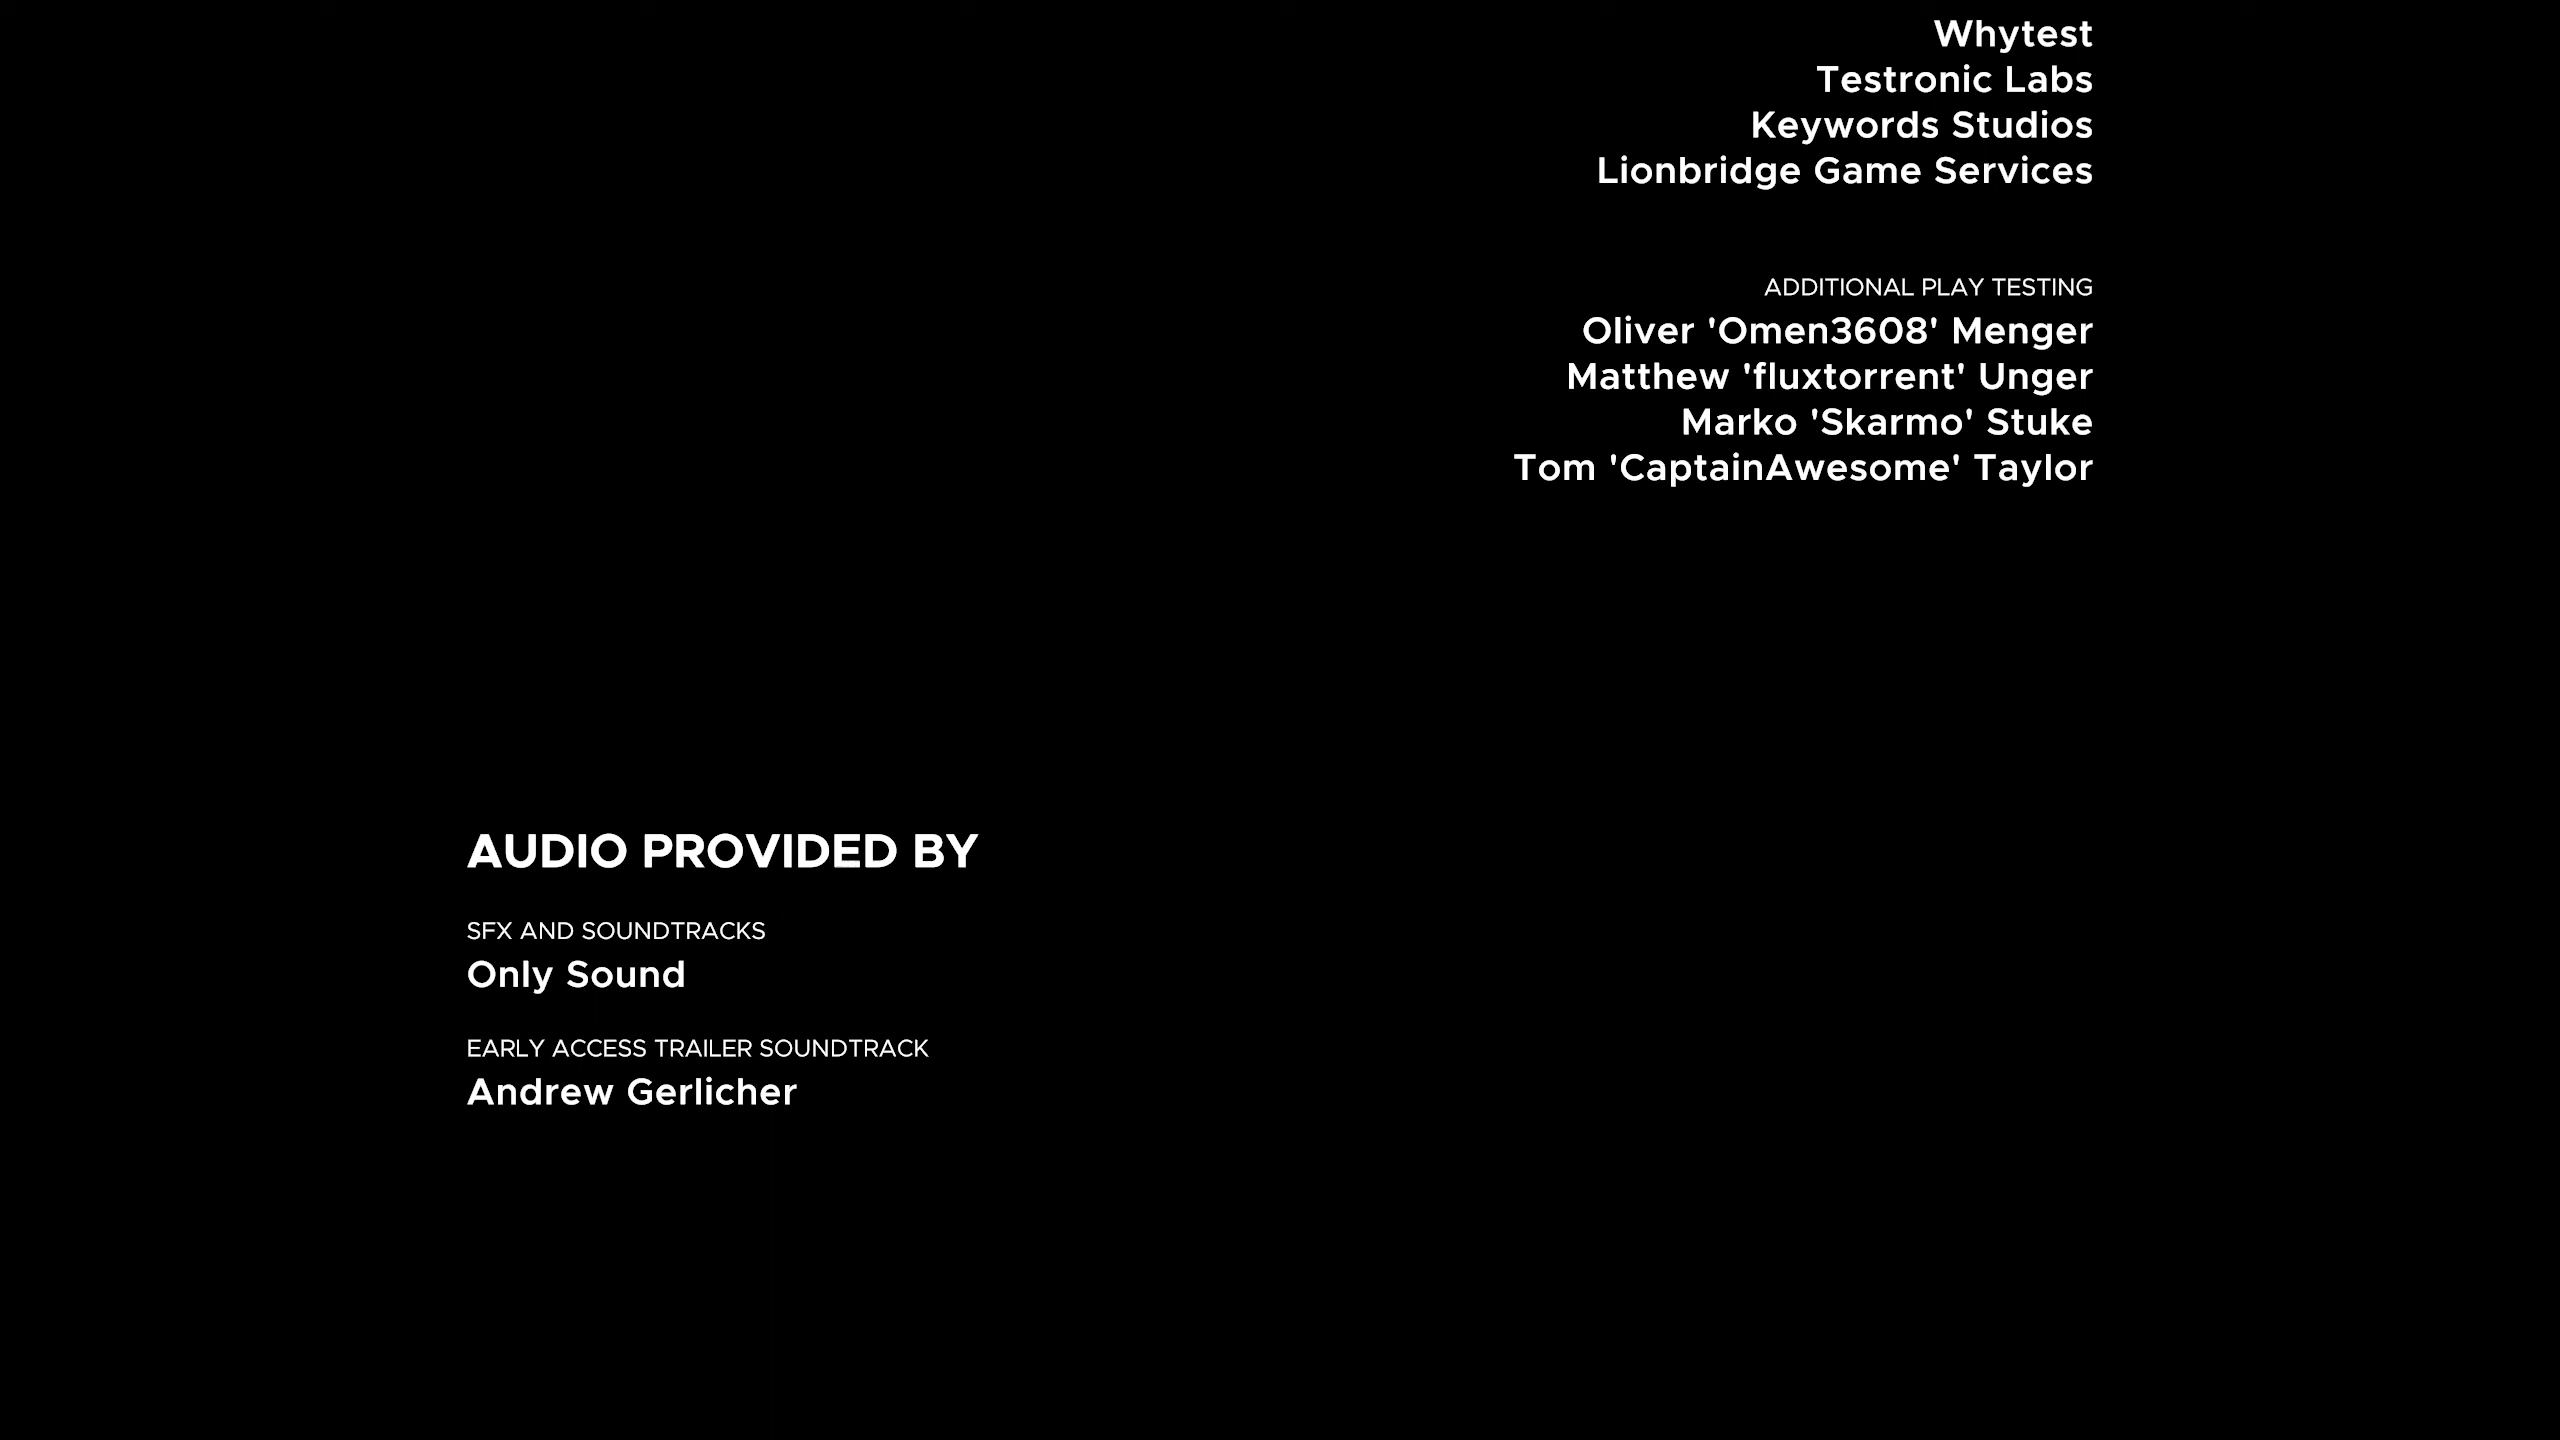 Whytest
Testronic Labs
Keywords Studios
Lionbridge Game Services
ADDITIONAL PLAY TESTING
Oliver 'Omen3608' Menger
Matthew 'fluxtorrent' Unger
Marko 'Skarmo' Stuke
Tom 'CaptainAwesome' Taylor
AUDIO PROVIDED BY
SFX AND SOUNDTRACKS
Only Sound
EARLY ACCESS TRAILER SOUNDTRACK
Andrew Gerlicher